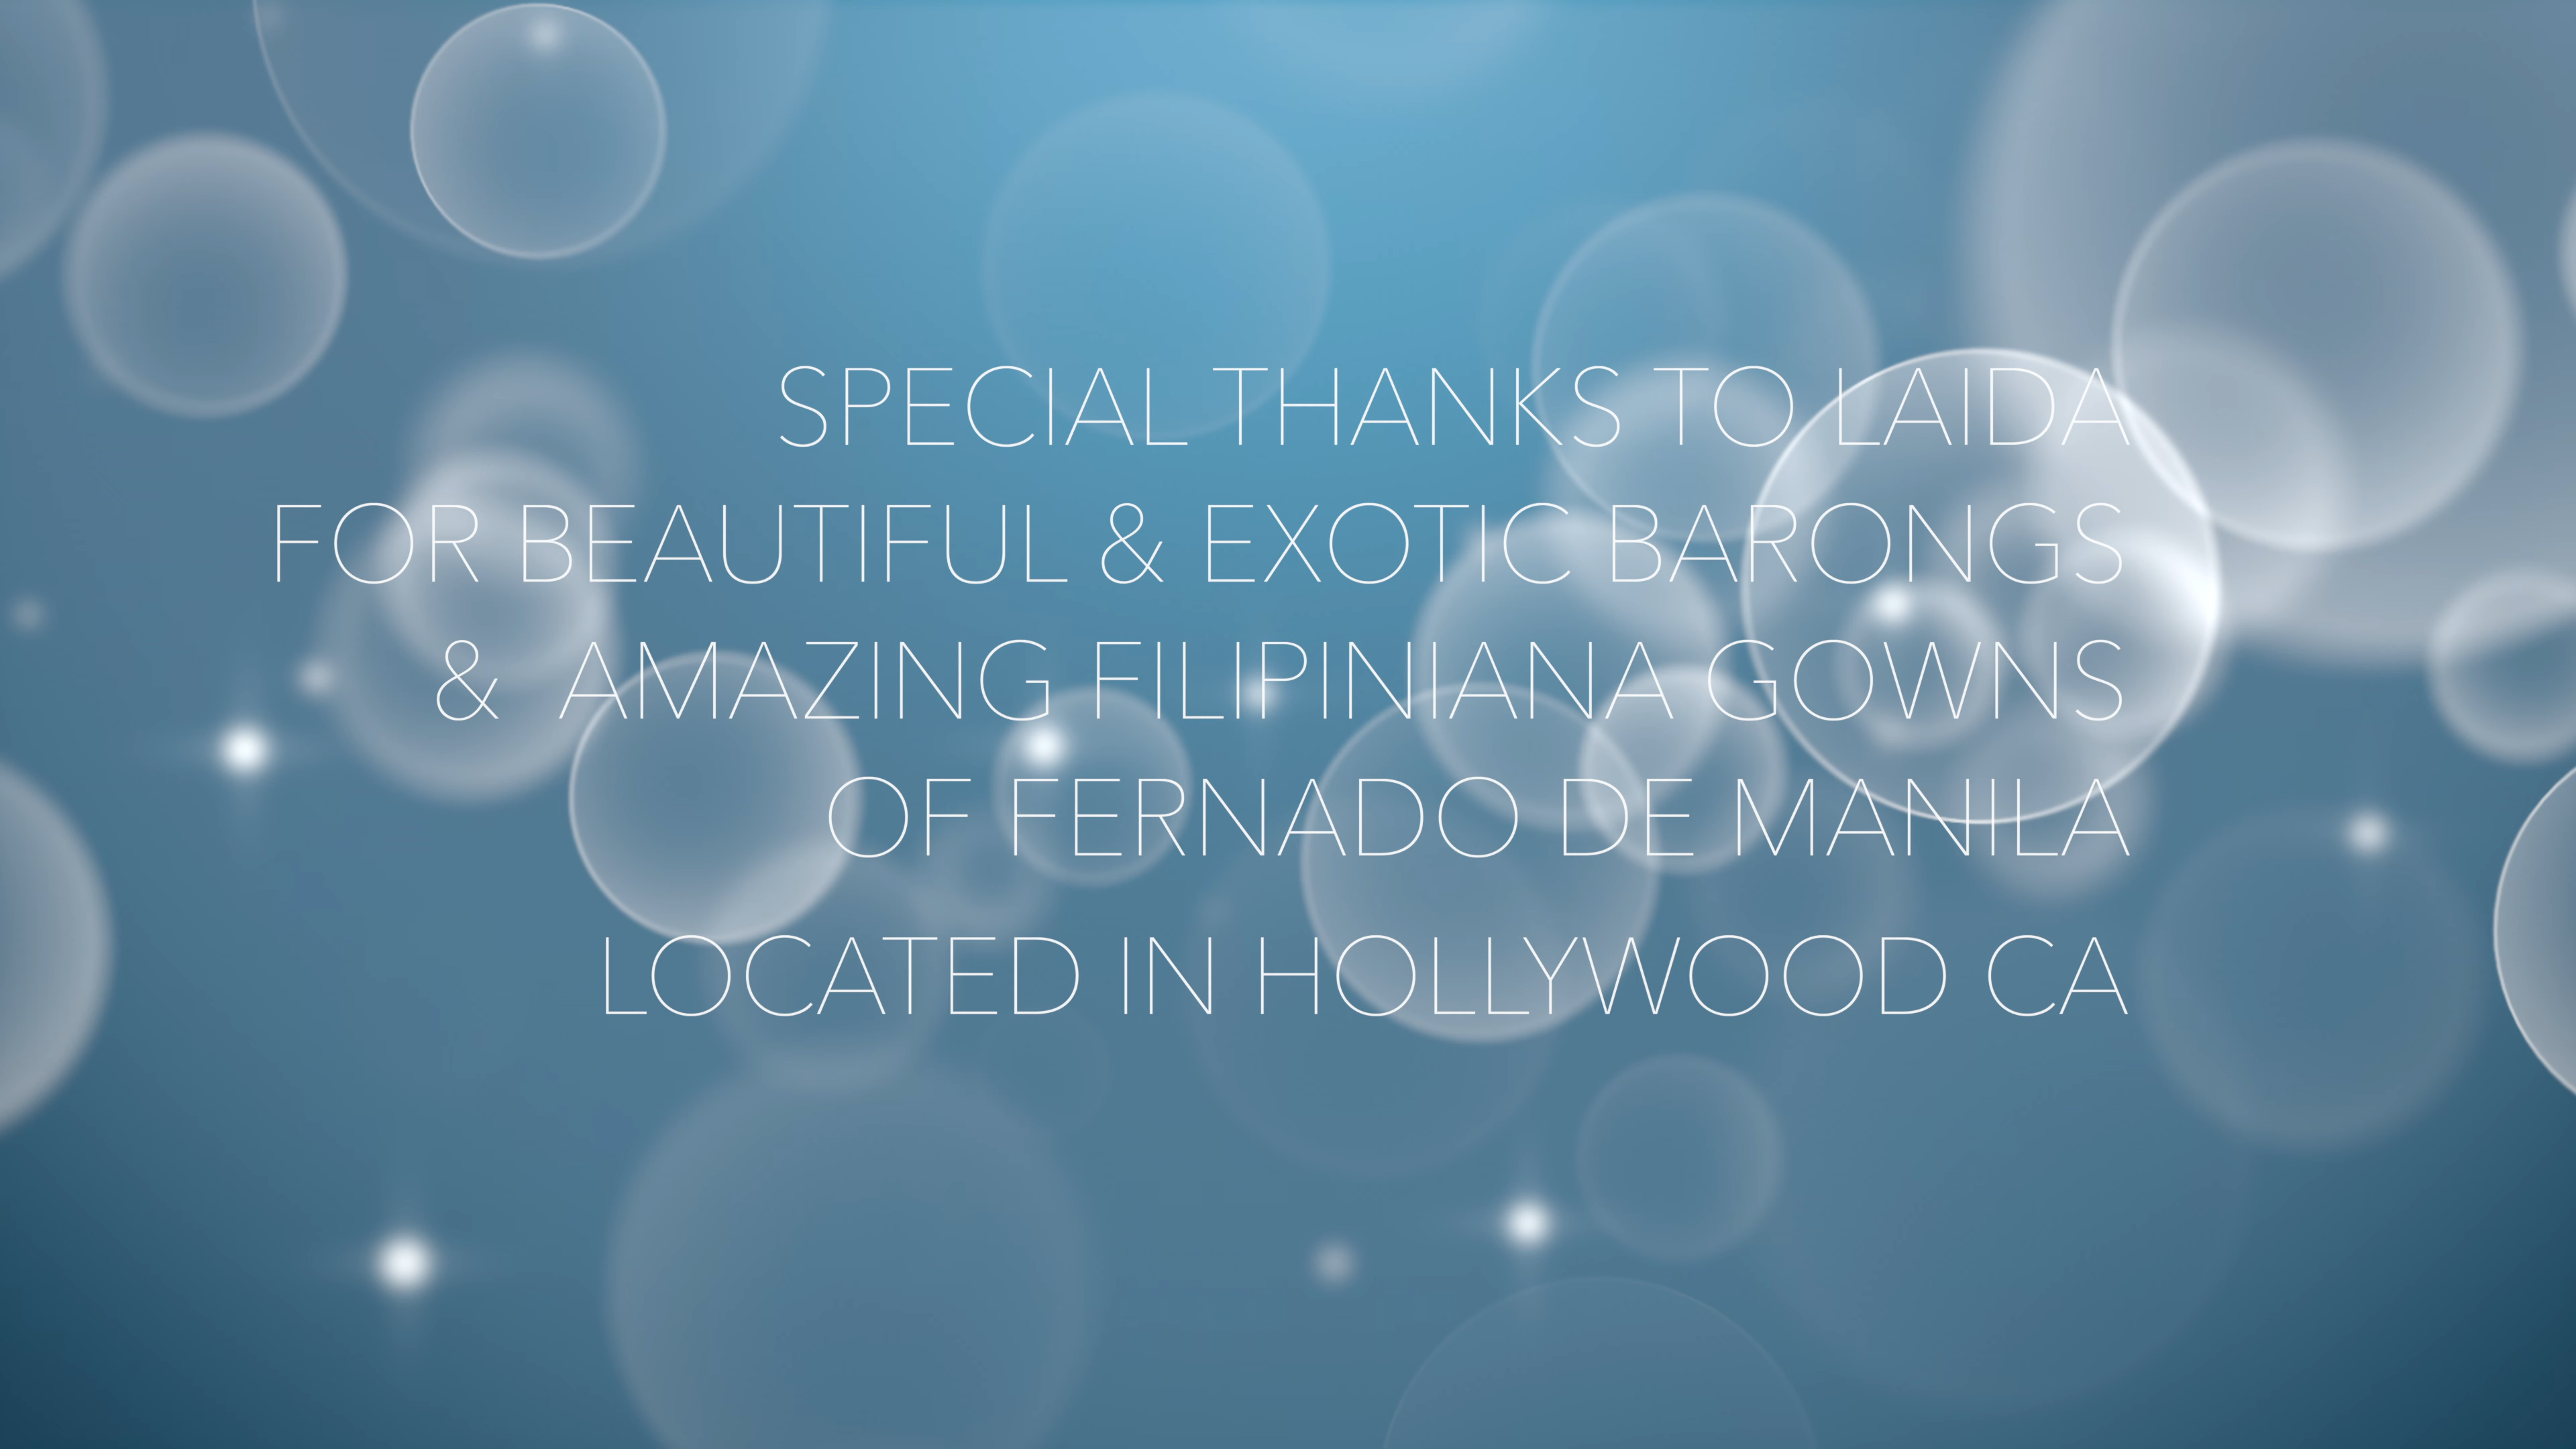 SPECIAL THANKS TO LAIDA
FOR BEAUTIFUL & EXOTIC BARONGS
& AMAZING FILIPINIANA GOWNS
OF FERNADO DE MANILA
LOCATED IN HOLLYWOOD CA